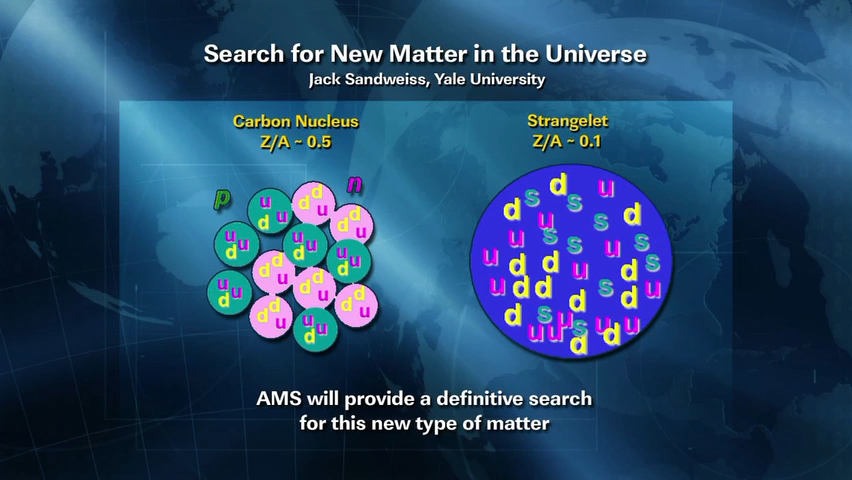 Search for New Matter in the Universe
Jack Sandweiss, Yale University
Carbon Nucleus
Z/A ~ 0.5
p
n
u u d
d d u
d d u
u u d
u u d
u u d
d d u
u u d
d d u
d d u
d d u
u u d
Strangelet
Z/A ~ 0.1
d u
s s
d u s d
u s s u s
u d d u d s
u d d d s d u
d s u s u u
u u d d
AMS will provide a definitive search
for this new type of matter